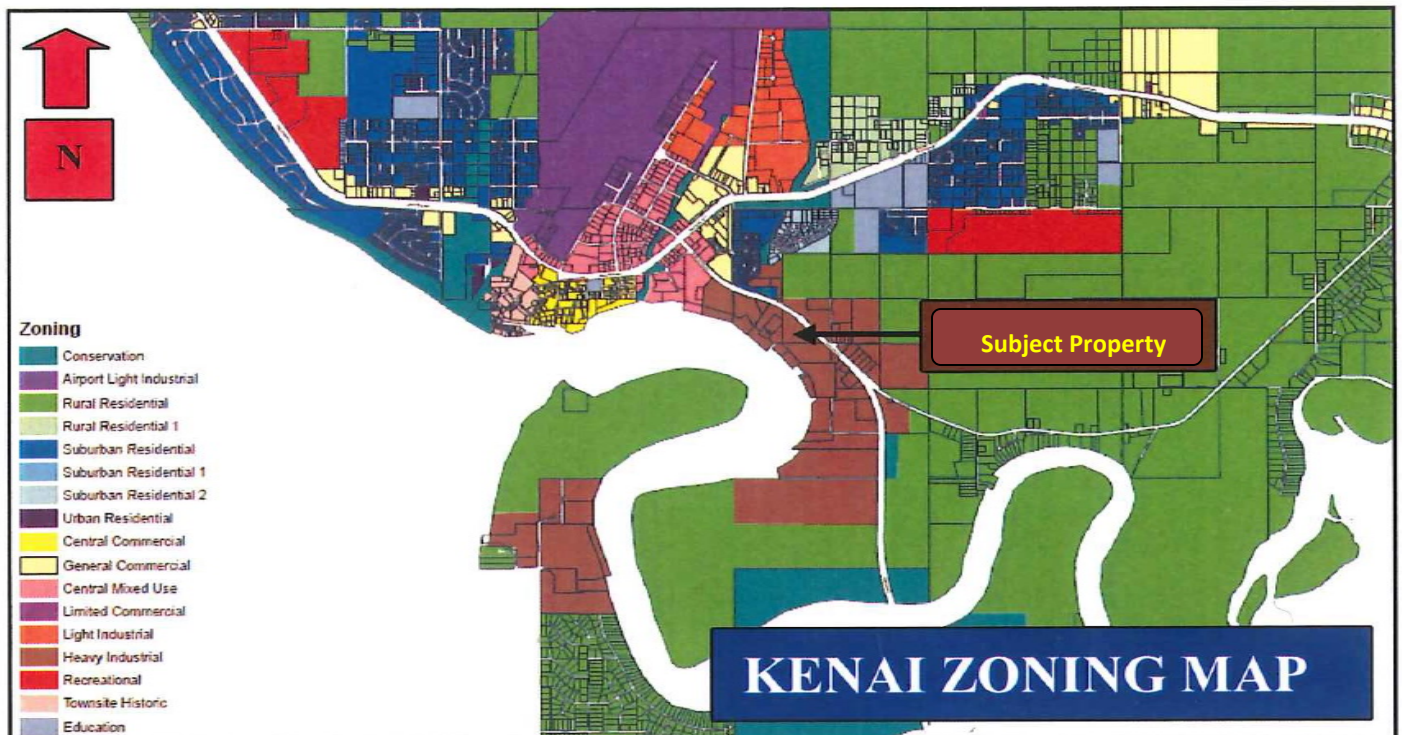 N
Subject Property
Zoning
Conservation
Airport Light Industrial
Rural Residential
Rural Residential 1
Suburban Residential
Suburban Residential 1
Suburban Residential 2
Urban Residential
Central Commercial
General Commercial
Central Mixed Use
Limited Commercial
Light Industrial
Heavy Industrial
Recreational
Townsite Historic
Education
KENAI ZONING MAP